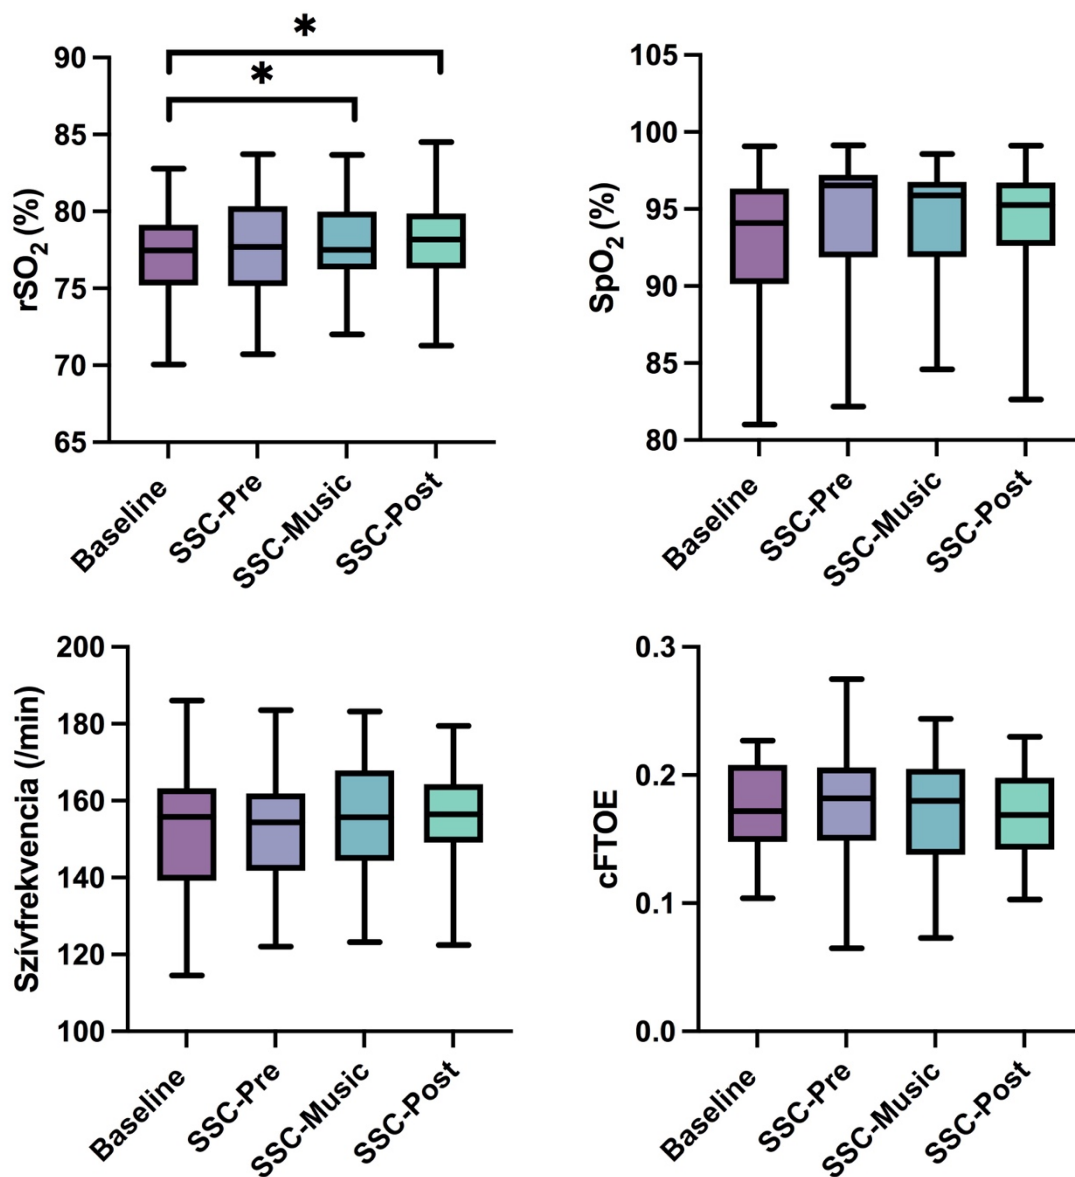 *
*
90
85
80
75
70
65
rSO₂ (%)
Baseline
SSC-Pre
SSC-Music
SSC-Post
105
100
95
90
85
80
SpO₂ (%)
Baseline
SSC-Pre
SSC-Music
SSC-Post
200
180
160
140
120
100
Szívfrekvencia (/min)
Baseline
SSC-Pre
SSC-Music
SSC-Post
0.3
0.2
0.1
0.0
cFTOE
Baseline
SSC-Pre
SSC-Music
SSC-Post